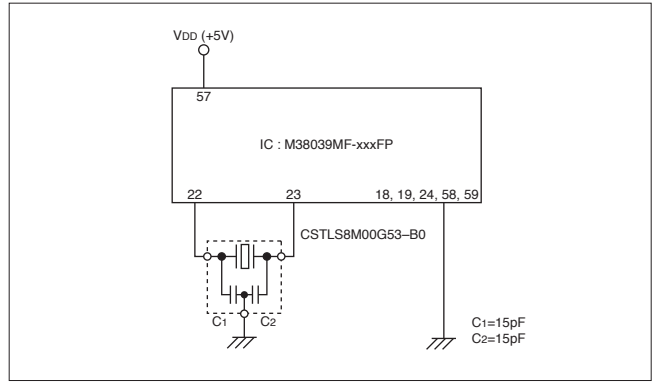 VDD (+5V)
57
IC : M38039MF-xxxFP
22 23 18, 19, 24, 58, 59
CSTLS8M00G53–B0
C1 C2
C1=15pF
C2=15pF